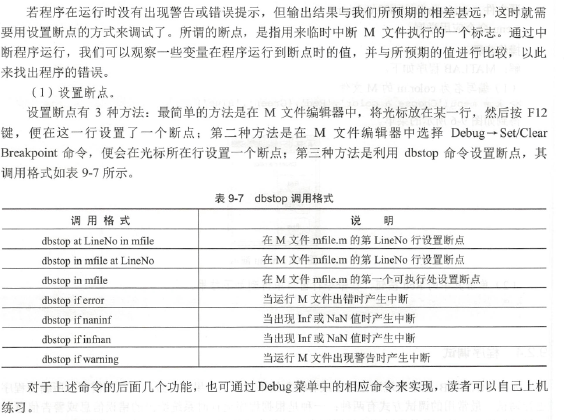 若程序在运行时没有出现警告或错误提示，但输出结果与我们所预期的相差甚远，这时就需
要用设置断点的方式来调试了。所谓的断点，是指用来临时中断 M 文件执行的一个标志。通过中
断程序运行，我们可以观察一些变量在程序运行到断点时的值，并与所预期的值进行比较，以此
来找出程序的错误。
（1）设置断点。
设置断点有 3 种方法：最简单的方法是在 M 文件编辑器中，将光标放在某一行，然后按 F12
键，便在这一行设置了一个断点；第二种方法是在 M 文件编辑器中选择 Debug→Set/Clear
Breakpoint 命令，便会在光标所在行设置一个断点；第三种方法是利用 dbstop 命令设置断点，其
调用格式如表 9-7 所示。
表 9-7 dbstop 调用格式
调 用 格 式 说 明
dbstop at LineNo in mfile 在 M 文件 mfile.m 的第 LineNo 行设置断点
dbstop in mfile at LineNo 在 M 文件 mfile.m 的第 LineNo 行设置断点
dbstop in mfile 在 M 文件 mfile.m 的第一个可执行处设置断点
dbstop if error 当运行 M 文件出错时产生中断
dbstop if naninf 当出现 Inf 或 NaN 值时产生中断
dbstop if infnan 当出现 Inf 或 NaN 值时产生中断
dbstop if warning 当运行 M 文件出现警告时产生中断
对于上述命令的后面几个功能，也可通过 Debug 菜单中的相应命令来实现，读者可以自己上机
练习。